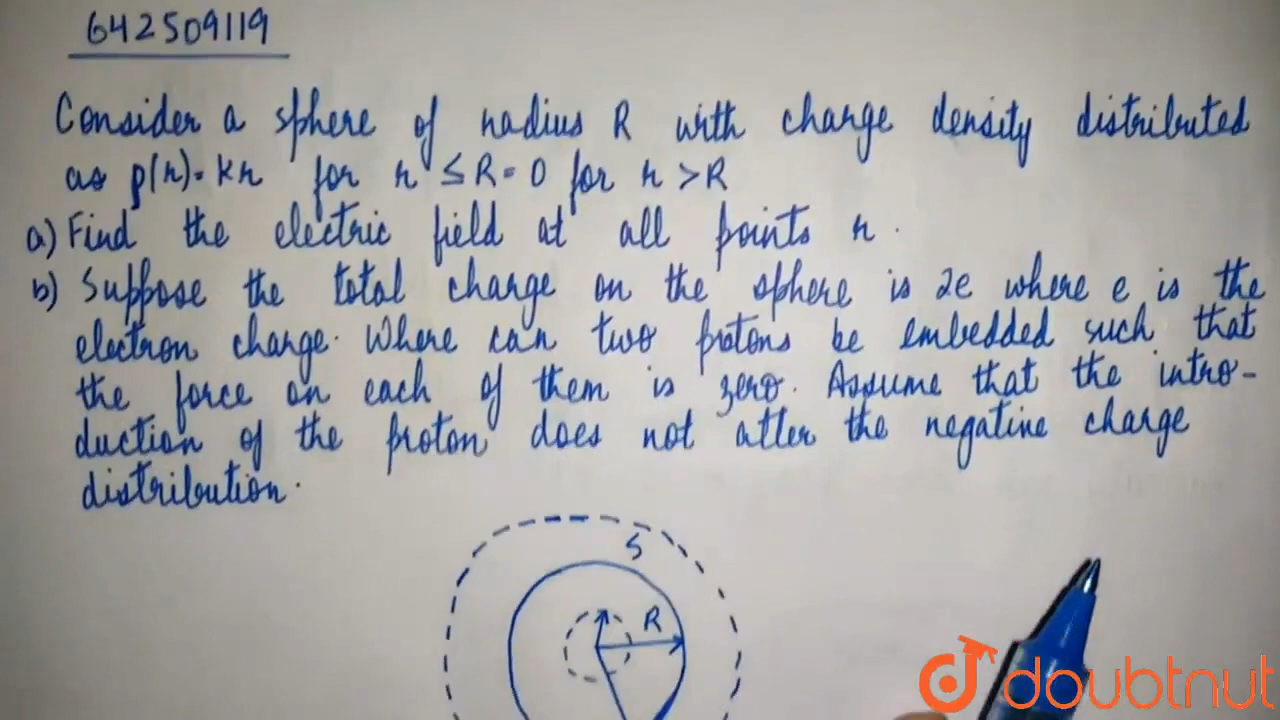 642509119
Consider a sphere of radius R with charge density distributed
as ρ(r)=kr for r ≤R=0 for r >R
a) Find the electric field at all points r.
b) Suppose the total charge on the sphere is 2e where e is the
electron charge. Where can two protons be embedded such that
the force on each of them is zero. Assume that the intro-
duction of the proton does not alter the negative charge
distribution.
S
R
doubtnut